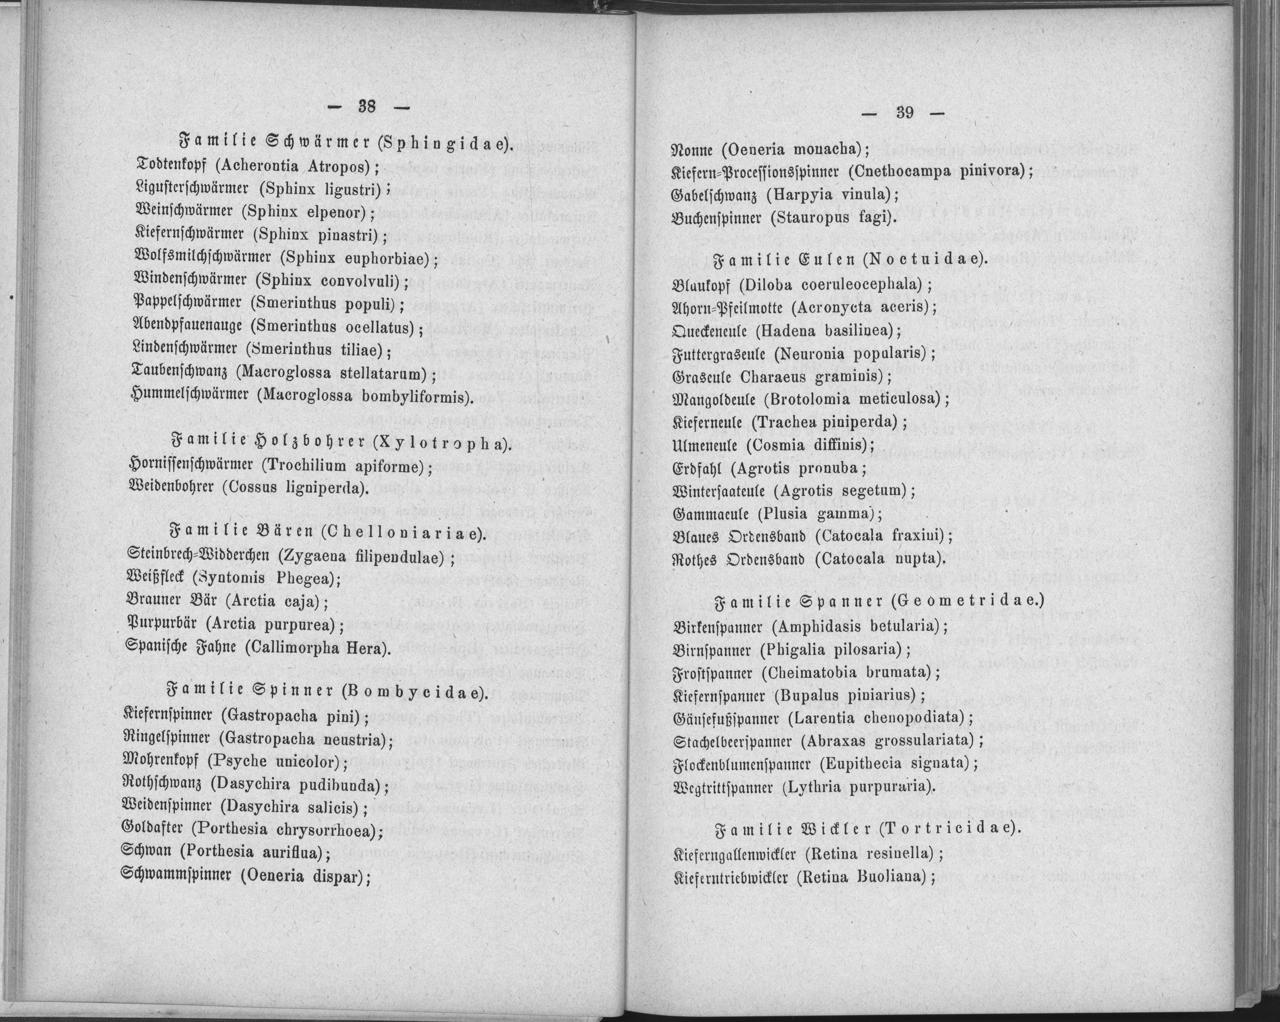 — 38 —
Familie Schwärmer (Sphingidae).
Todtenkopf (Acherontia Atropos);
Ligusterschwärmer (Sphinx ligustri);
Weinschwärmer (Sphinx elpenor);
Kiefernschwärmer (Sphinx pinastri);
Wolfsmilchschwärmer (Sphinx euphorbiae);
Windenschwärmer (Sphinx convolvuli);
Pappelschwärmer (Smerinthus populi);
Abendpfauenauge (Smerinthus ocellatus);
Lindenschwärmer (Smerinthus tiliae);
Taubenschwanz (Macroglossa stellatarum);
Hummelschwärmer (Macroglossa bombyliformis).
Familie Holzbohrer (Xylotropha).
Hornissenschwärmer (Trochilium apiforme);
Weidenbohrer (Cossus ligniperda).
Familie Bären (Chelloniariae).
Steinbrech-Widderchen (Zygaena filipendulae);
Weißfleck (Syntomis Phegea);
Brauner Bär (Arctia caja);
Purpurbär (Arctia purpurea);
Spanische Fahne (Callimorpha Hera).
Familie Spinner (Bombycidae).
Kiefernspinner (Gastropacha pini);
Ringelspinner (Gastropacha neustria);
Mohrenkopf (Psyche unicolor);
Rothschwanz (Dasychira pudibunda);
Weidenspinner (Dasychira salicis);
Goldafter (Porthesia chrysorrhoea);
Schwan (Porthesia auriflua);
Schwammspinner (Oeneria dispar);
— 39 —
Nonne (Oeneria monacha);
Kiefern-Processionsspinner (Cnethocampa pinivora);
Gabelschwanz (Harpyia vinula);
Buchenspinner (Stauropus fagi).
Familie Eulen (Noctuidae).
Blaukopf (Diloba coeruleocephala);
Ahorn-Pfeilmotte (Acronycta aceris);
Queckeneule (Hadena basilinea);
Futtergraseule (Neuronia popularis);
Graseule Charaeus graminis);
Mangoldeule (Brotolomia meticulosa);
Kieferneule (Trachea piniperda);
Ulmeneule (Cosmia diffinis);
Erdfahl (Agrotis pronuba;
Wintersaateule (Agrotis segetum);
Gammaeule (Plusia gamma);
Blaues Ordensband (Catocala fraxini);
Rothes Ordensband (Catocala nupta).
Familie Spanner (Geometridae.)
Birkenspanner (Amphidasis betularia);
Birnspanner (Phigalia pilosaria);
Frostspanner (Cheimatobia brumata);
Kiefernspanner (Bupalus piniarius);
Gänsefußspanner (Larentia chenopodiata);
Stachelbeerspanner (Abraxas grossulariata);
Flockenblumenspanner (Eupithecia signata);
Wegtrittspanner (Lythria purpuraria).
Familie Wickler (Tortricidae).
Kieferngallenwickler (Retina resinella);
Kieferntriebwickler (Retina Buoliana);